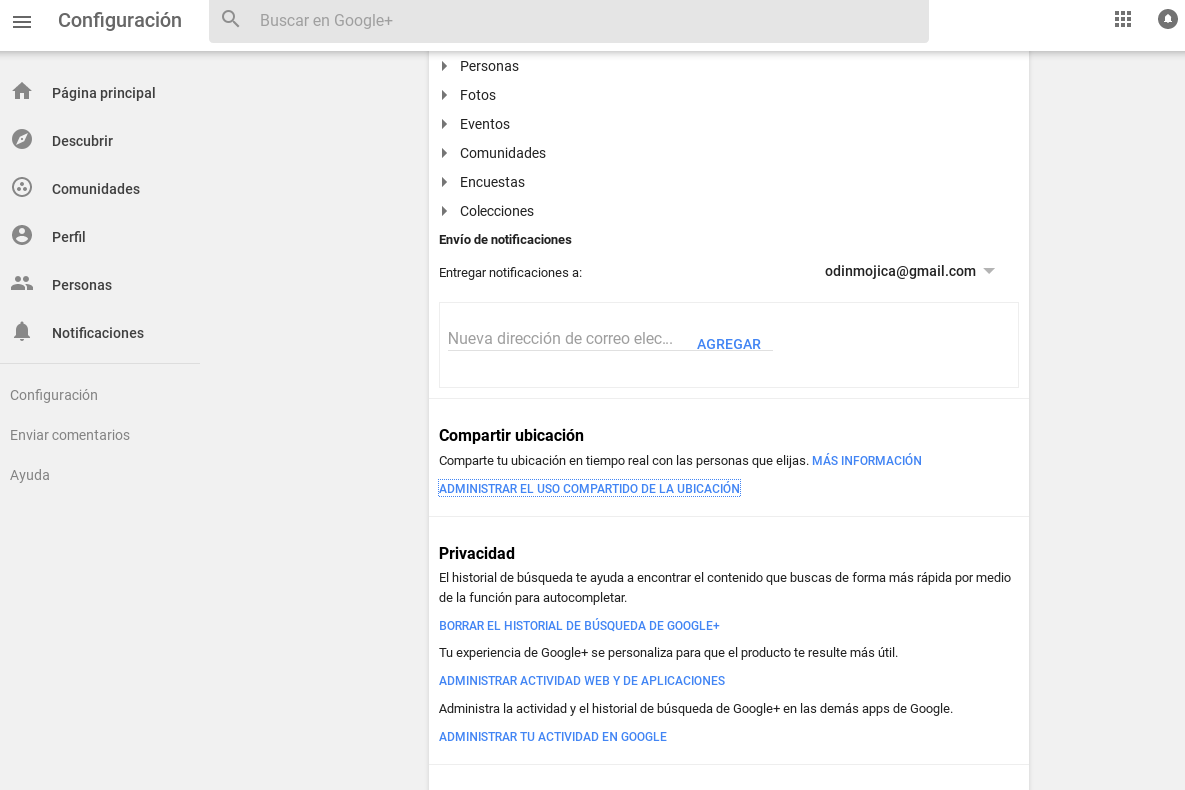 Configuración
Buscar en Google+
Página principal
Descubrir
Comunidades
Perfil
Personas
Notificaciones
Configuración
Enviar comentarios
Ayuda
Personas
Fotos
Eventos
Comunidades
Encuestas
Colecciones
Envío de notificaciones
Entregar notificaciones a: odinmojica@gmail.com
Nueva dirección de correo elec... AGREGAR
Compartir ubicación
Comparte tu ubicación en tiempo real con las personas que elijas. MÁS INFORMACIÓN
ADMINISTRAR EL USO COMPARTIDO DE LA UBICACIÓN
Privacidad
El historial de búsqueda te ayuda a encontrar el contenido que buscas de forma más rápida por medio
de la función para autocompletar.
BORRAR EL HISTORIAL DE BÚSQUEDA DE GOOGLE+
Tu experiencia de Google+ se personaliza para que el producto te resulte más útil.
ADMINISTRAR ACTIVIDAD WEB Y DE APLICACIONES
Administra la actividad y el historial de búsqueda de Google+ en las demás apps de Google.
ADMINISTRAR TU ACTIVIDAD EN GOOGLE